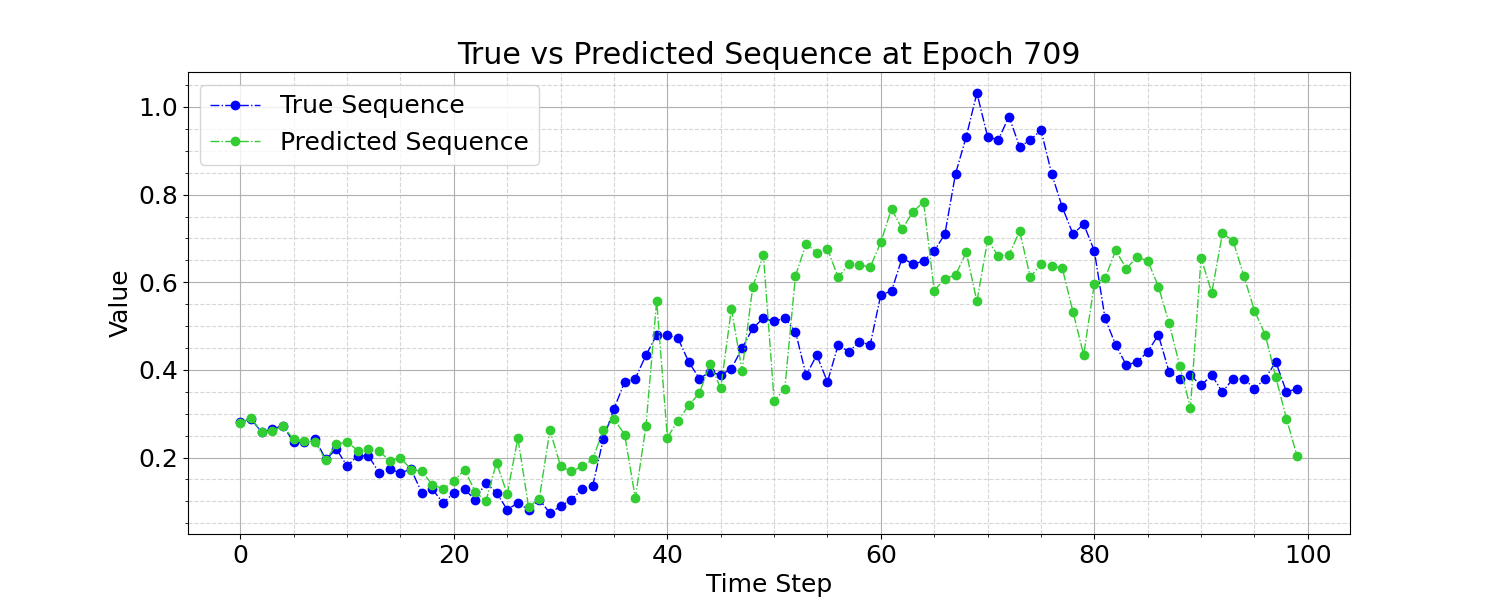 True vs Predicted Sequence at Epoch 709
True Sequence
Predicted Sequence
Value
1.0
0.8
0.6
0.4
0.2
0 20 40 60 80 100
Time Step